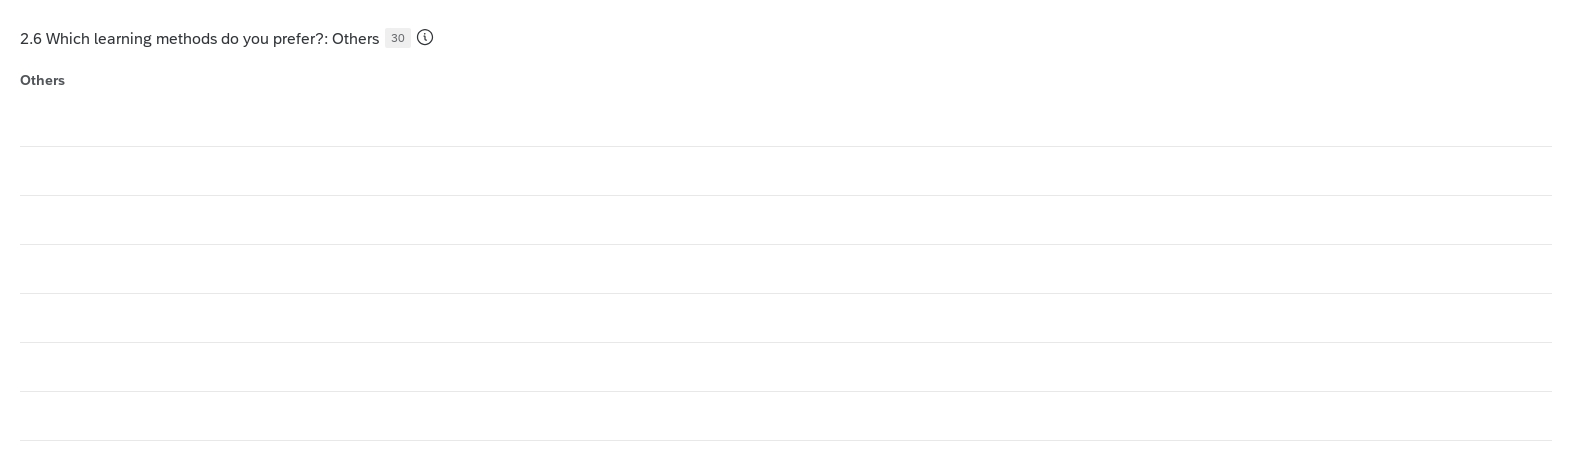 2.6 Which learning methods do you prefer?: Others 30
Others